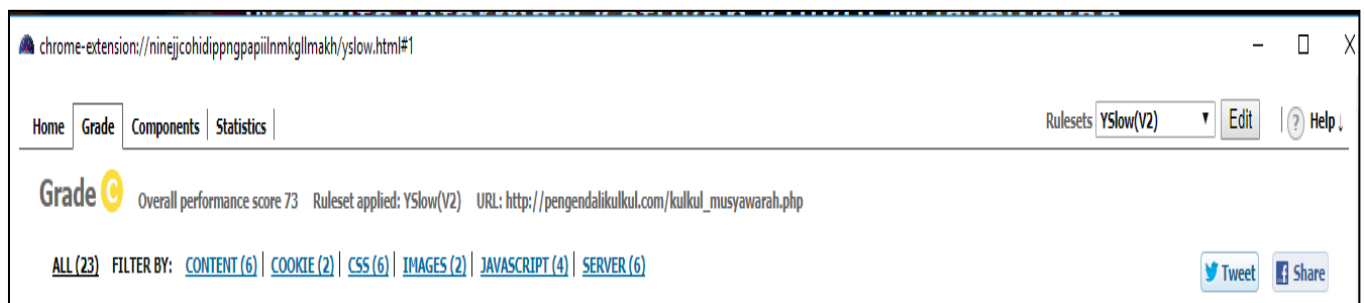 chrome-extension://ninejjcohidippngpapiilnmkgllmakh/yslow.html#1
Home Grade Components Statistics Rulesets YSlow(V2) Edit ? Help ↓
Grade C Overall performance score 73 Ruleset applied: YSlow(V2) URL: http://pengendalikulkul.com/kulkul_musyawarah.php
ALL (23) FILTER BY: CONTENT (6) COOKIE (2) CSS (6) IMAGES (2) JAVASCRIPT (4) SERVER (6) Tweet Share